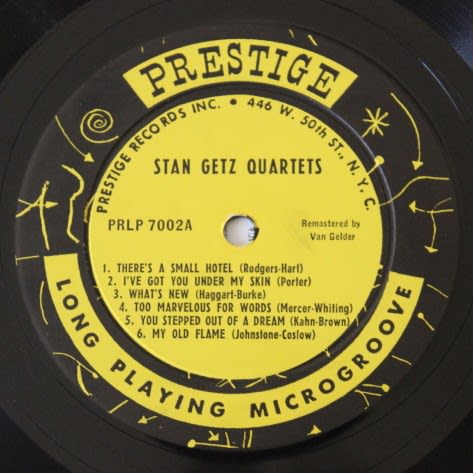 PRESTIGE
PRESTIGE RECORDS INC. • 446 W. 50th ST., N.Y.C.
STAN GETZ QUARTETS
PRLP 7002A
Remastered by
Van Gelder
1. THERE'S A SMALL HOTEL (Rodgers-Hart)
2. I'VE GOT YOU UNDER MY SKIN (Porter)
3. WHAT'S NEW (Haggart-Burke)
4. TOO MARVELOUS FOR WORDS (Mercer-Whiting)
5. YOU STEPPED OUT OF A DREAM (Kahn-Brown)
6. MY OLD FLAME (Johnstone-Coslow)
LONG PLAYING MICROGROOVE